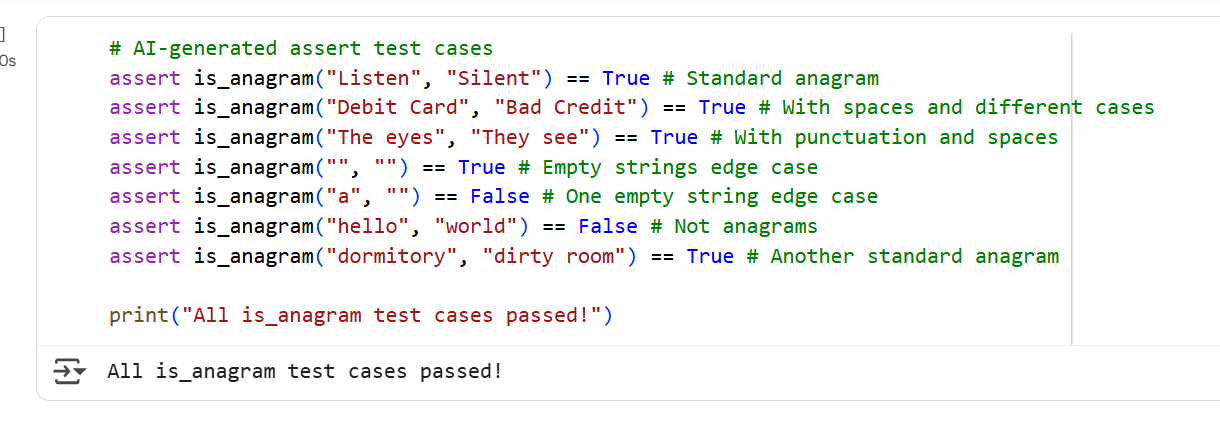 ]
0s
# AI-generated assert test cases
assert is_anagram("Listen", "Silent") == True # Standard anagram
assert is_anagram("Debit Card", "Bad Credit") == True # With spaces and different cases
assert is_anagram("The eyes", "They see") == True # With punctuation and spaces
assert is_anagram("", "") == True # Empty strings edge case
assert is_anagram("a", "") == False # One empty string edge case
assert is_anagram("hello", "world") == False # Not anagrams
assert is_anagram("dormitory", "dirty room") == True # Another standard anagram
print("All is_anagram test cases passed!")
All is_anagram test cases passed!